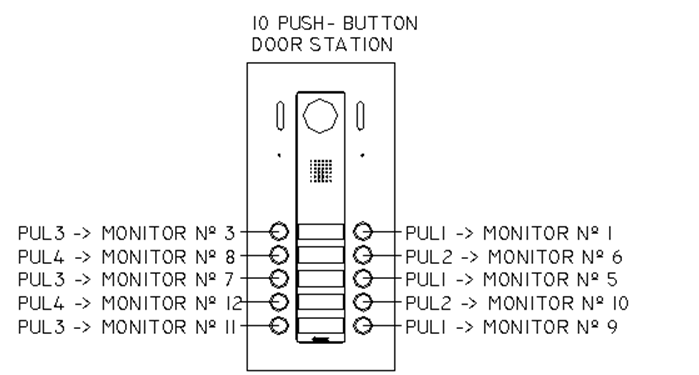 10 PUSH-BUTTON
DOOR STATION
PUL3 -> MONITOR Nº 3
PUL1 -> MONITOR Nº 1
PUL4 -> MONITOR Nº 8
PUL2 -> MONITOR Nº 6
PUL3 -> MONITOR Nº 7
PUL1 -> MONITOR Nº 5
PUL4 -> MONITOR Nº 12
PUL2 -> MONITOR Nº 10
PUL3 -> MONITOR Nº 11
PUL1 -> MONITOR Nº 9